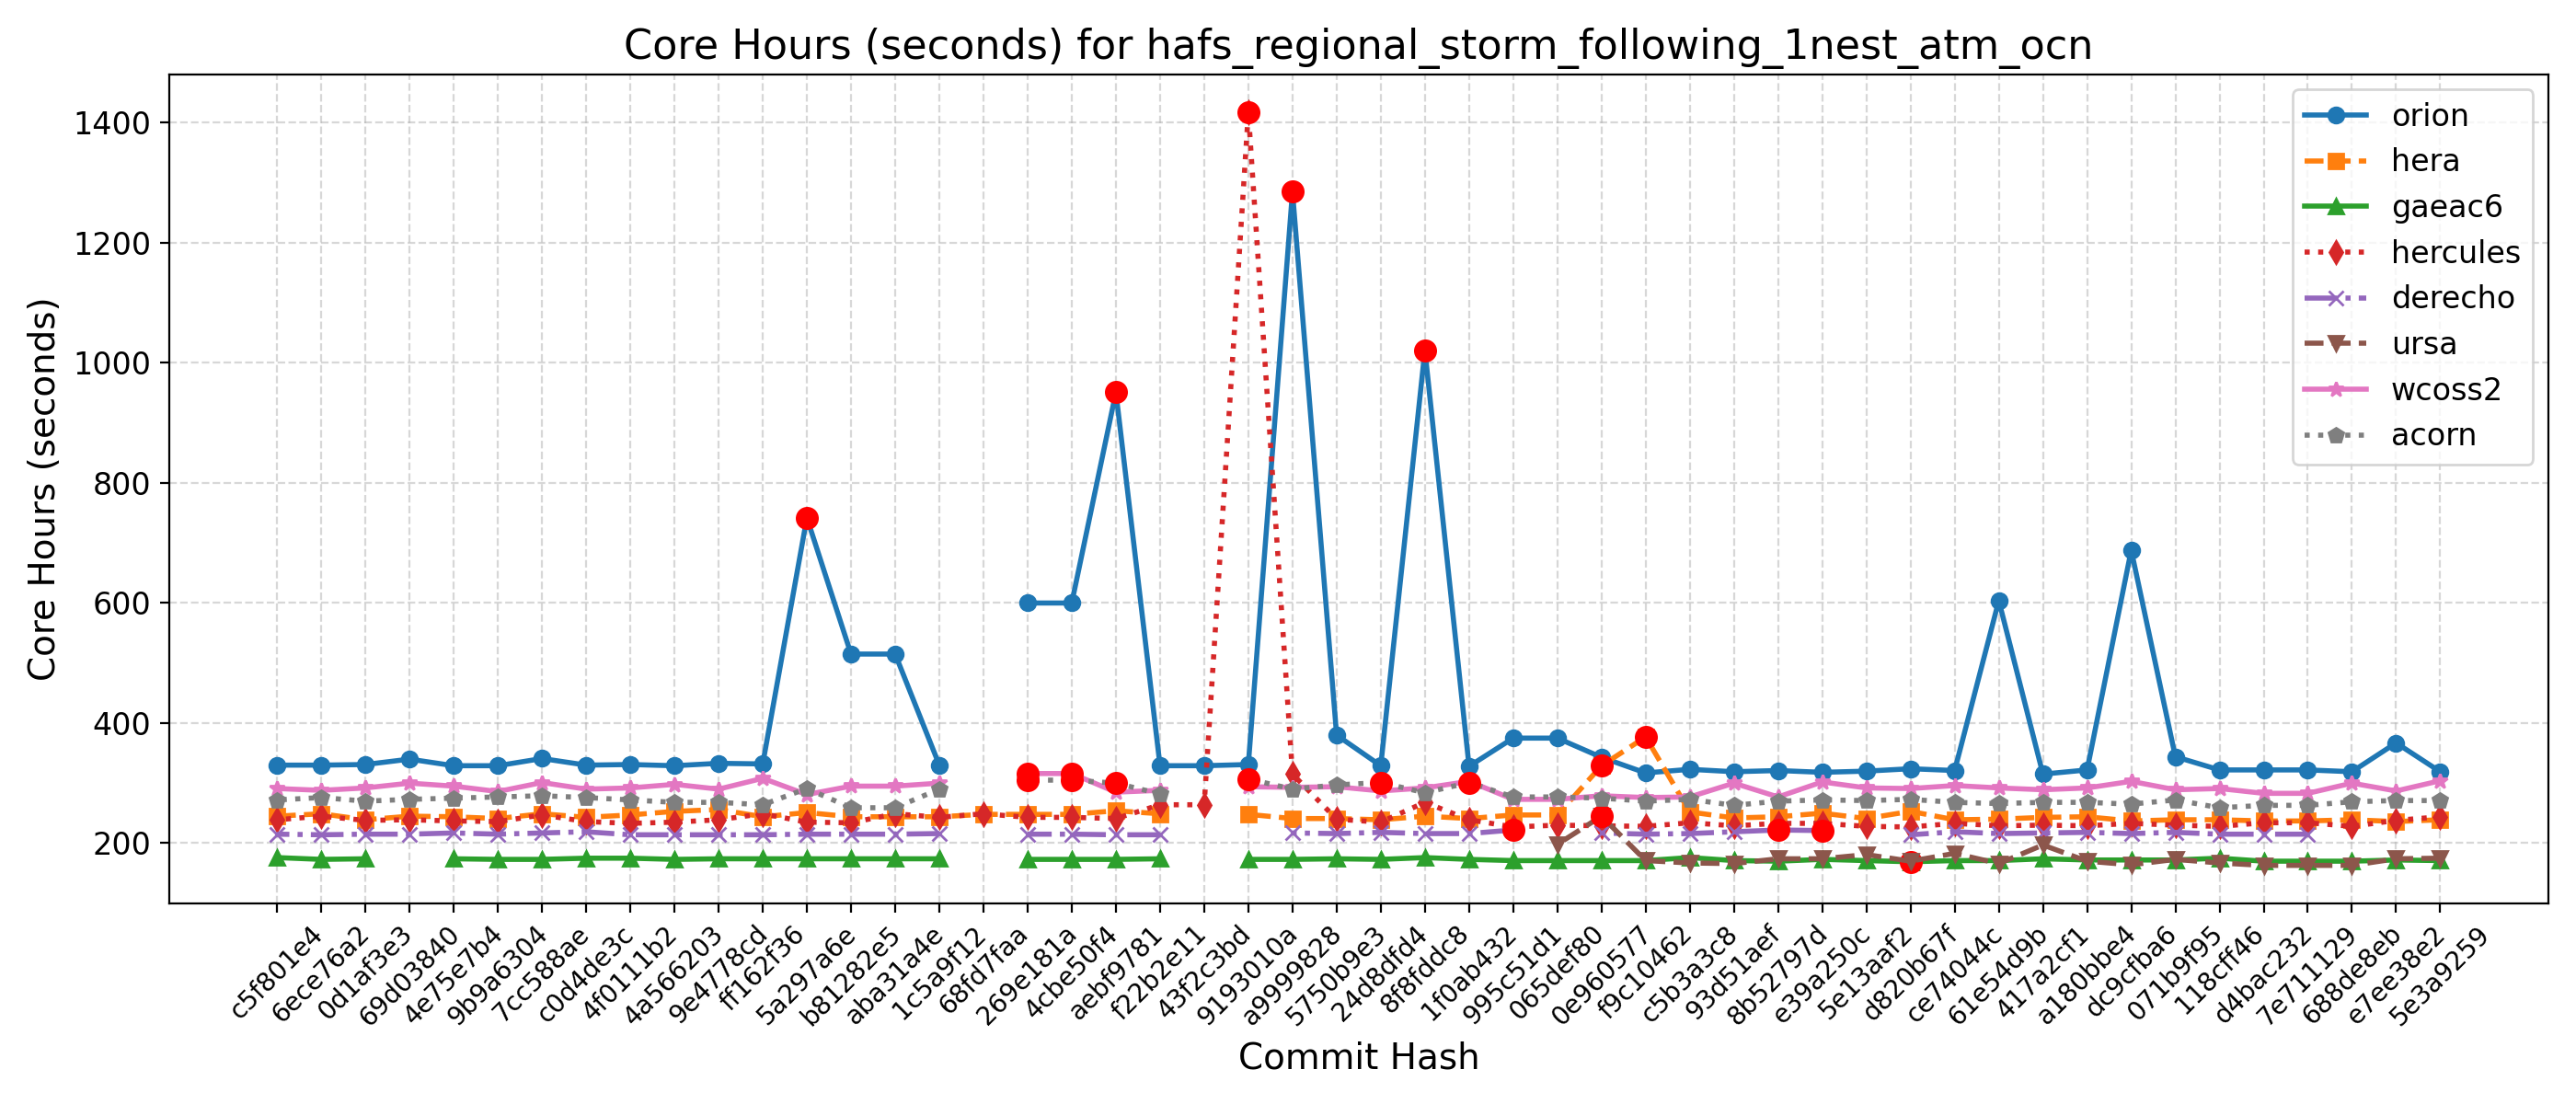 Core Hours (seconds) for hafs_regional_storm_following_1nest_atm_ocn
1400
1200
1000
800
600
400
200
Core Hours (seconds)
orion
hera
gaeac6
hercules
derecho
ursa
wcoss2
acorn
c5f801e4
6ece76a2
0d1af3e3
69d03840
4e75e7b4
9b9a6304
7cc588ae
c0d4de3c
4f0111b2
4a566203
9e4778cd
ff162f36
5a297a6e
b81282e5
aba31a4e
1c5a9f12
68fd7faa
269e181a
4cbe50f4
aebf9781
f22b2e11
43f2c3bd
9193010a
a9999828
5750b9e3
24d8dfd4
8f8fddc8
1f0ab432
995c51d1
065def80
0e960577
f9c10462
c5b3a3c8
93d51aef
8b52797d
e39a250c
5e13aaf2
d820b67f
ce74044c
61e54d9b
417a2cf1
a180bbe4
dc9cfba6
071b9f95
118cff46
d4bac232
7e711129
688de8eb
e7ee38e2
5e3a9259
Commit Hash